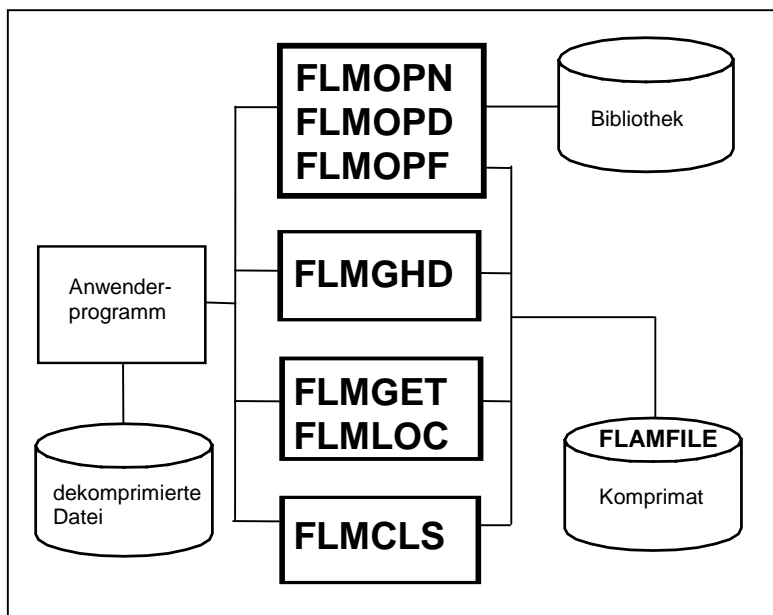 FLMOPN
FLMOPD
FLMOPF
Bibliothek
FLMGHD
Anwender-
programm
FLMGET
FLMLOC
FLAMFILE
Komprimat
dekomprimierte
Datei
FLMCLS